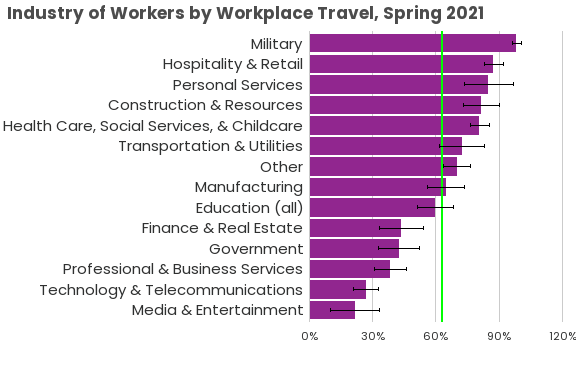 Industry of Workers by Workplace Travel, Spring 2021
Military
Hospitality & Retail
Personal Services
Construction & Resources
Health Care, Social Services, & Childcare
Transportation & Utilities
Other
Manufacturing
Education (all)
Finance & Real Estate
Government
Professional & Business Services
Technology & Telecommunications
Media & Entertainment
0% 30% 60% 90% 120%